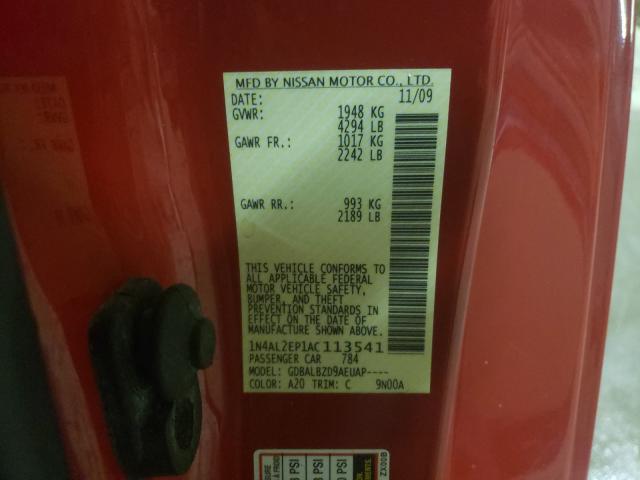 MFD BY NISSAN MOTOR CO., LTD.
DATE: 11/09
GVWR: 1948 KG
4294 LB
GAWR FR.: 1017 KG
2242 LB
GAWR RR.: 993 KG
2189 LB
THIS VEHICLE CONFORMS TO
ALL APPLICABLE FEDERAL
MOTOR VEHICLE SAFETY,
BUMPER, AND THEFT
PREVENTION STANDARDS
IN EFFECT ON THE DATE OF
MANUFACTURE SHOWN ABOVE.
1N4AL2EP1AC113541
PASSENGER CAR 784
MODEL: GDBALBZD9AEUAP----
COLOR: A20 TRIM: C 9N00A
PSI
PSI
PSI
ZX00B